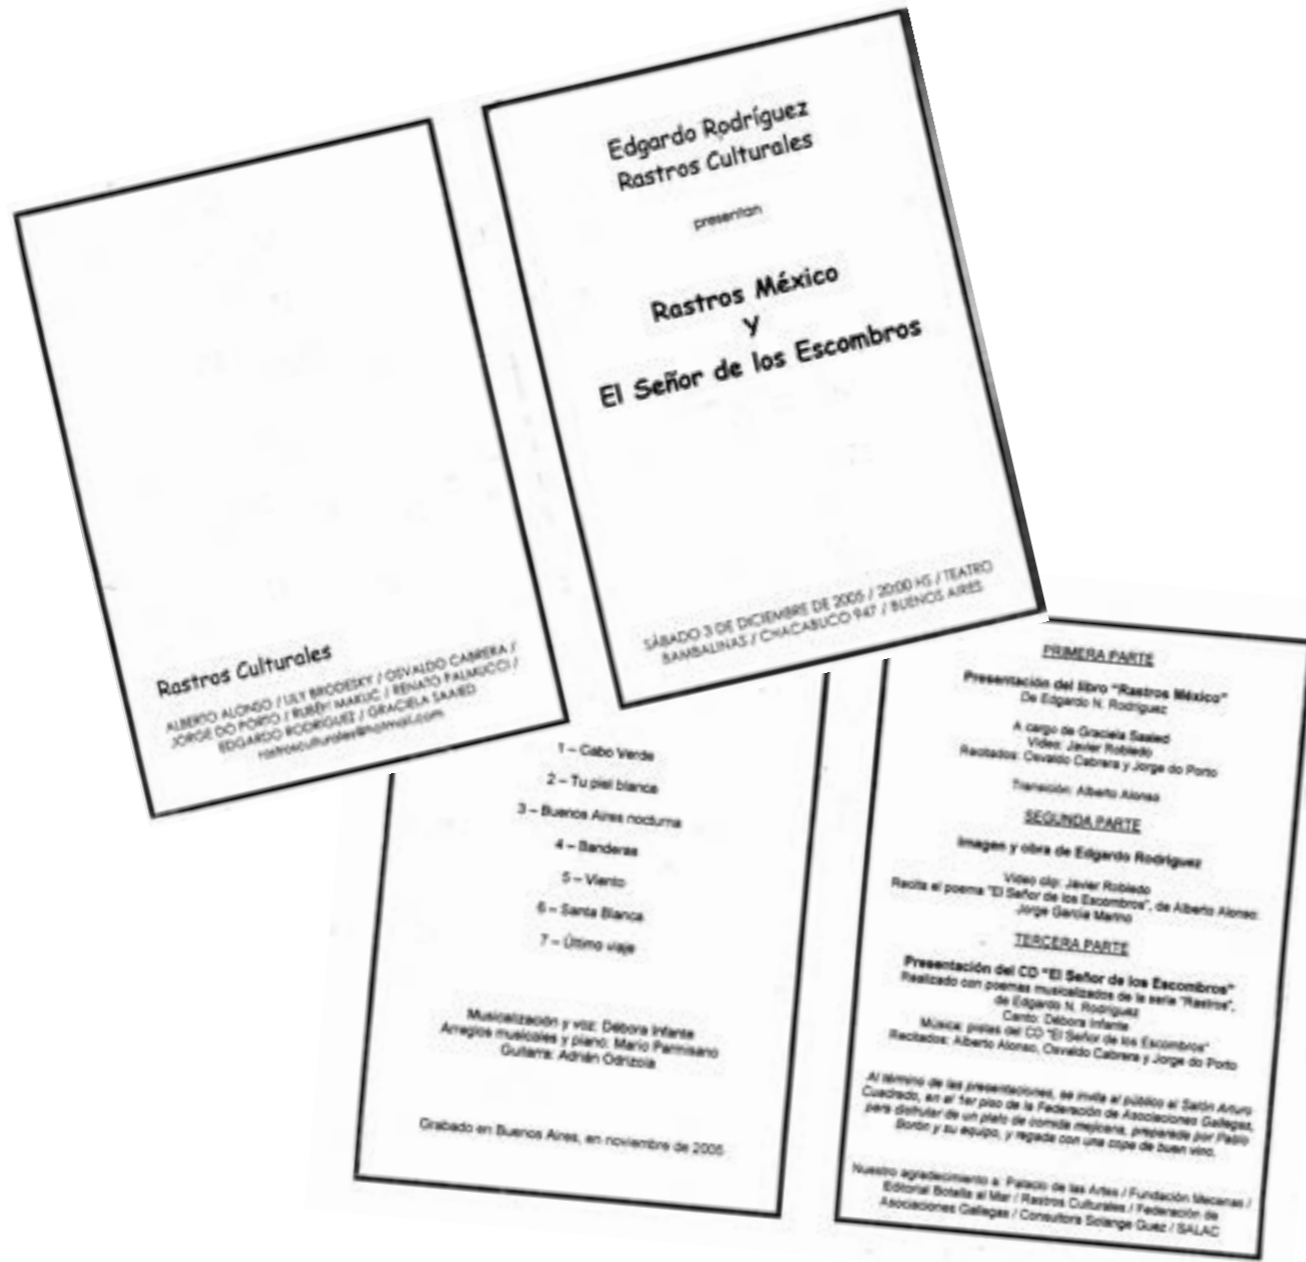 Edgardo Rodríguez
Rastros Culturales
presentan
Rastros México
Y
El Señor de los Escombros
SÁBADO 3 DE DICIEMBRE DE 2005 / 20:00 HS / TEATRO
BAMBALINAS / CHACABUCO 947 / BUENOS AIRES
Rastros Culturales
ALBERTO ALONSO / LILY BRODESKY / OSVALDO CABRERA /
JORGE DO PORTO / RUBÉN MAKUC / RENATO PALMUCCI /
EDGARDO RODRIGUEZ / GRACIELA SAAIED
rastrosculturales@hotmail.com
1 – Cabo Verde
2 – Tu piel blanca
3 – Buenos Aires nocturna
4 – Banderas
5 – Viento
6 – Santa Blanca
7 – Último viaje
Musicalización y voz: Débora Infante
Arreglos musicales y piano: Mario Parmisano
Guitarra: Adrián Odrizola
Grabado en Buenos Aires, en noviembre de 2005
PRIMERA PARTE
Presentación del libro "Rastros México"
De Edgardo N. Rodríguez
A cargo de Graciela Saaied
Video: Javier Robledo
Recitados: Osvaldo Cabrera y Jorge do Porto
Transición: Alberto Alonso
SEGUNDA PARTE
Imagen y obra de Edgardo Rodríguez
Video clip: Javier Robledo
Recita el poema "El Señor de los Escombros", de Alberto Alonso:
Jorge García Marino
TERCERA PARTE
Presentación del CD "El Señor de los Escombros"
Realizado con poemas musicalizados de la serie "Rastros",
de Edgardo N. Rodríguez
Canto: Débora Infante
Música: pistas del CD "El Señor de los Escombros"
Recitados: Alberto Alonso, Osvaldo Cabrera y Jorge do Porto
Al término de las presentaciones, se invita al público al Salón Arturo
Cuadrado, en el 1er piso de la Federación de Asociaciones Gallegas,
para disfrutar de un plato de comida mejicana, preparada por Pablo
Borón y su equipo, y regada con una copa de buen vino.
Nuestro agradecimiento a: Palacio de las Artes / Fundación Mecenas /
Editorial Botella al Mar / Rastros Culturales / Federación de
Asociaciones Gallegas / Consultora Solange Guez / SALAC